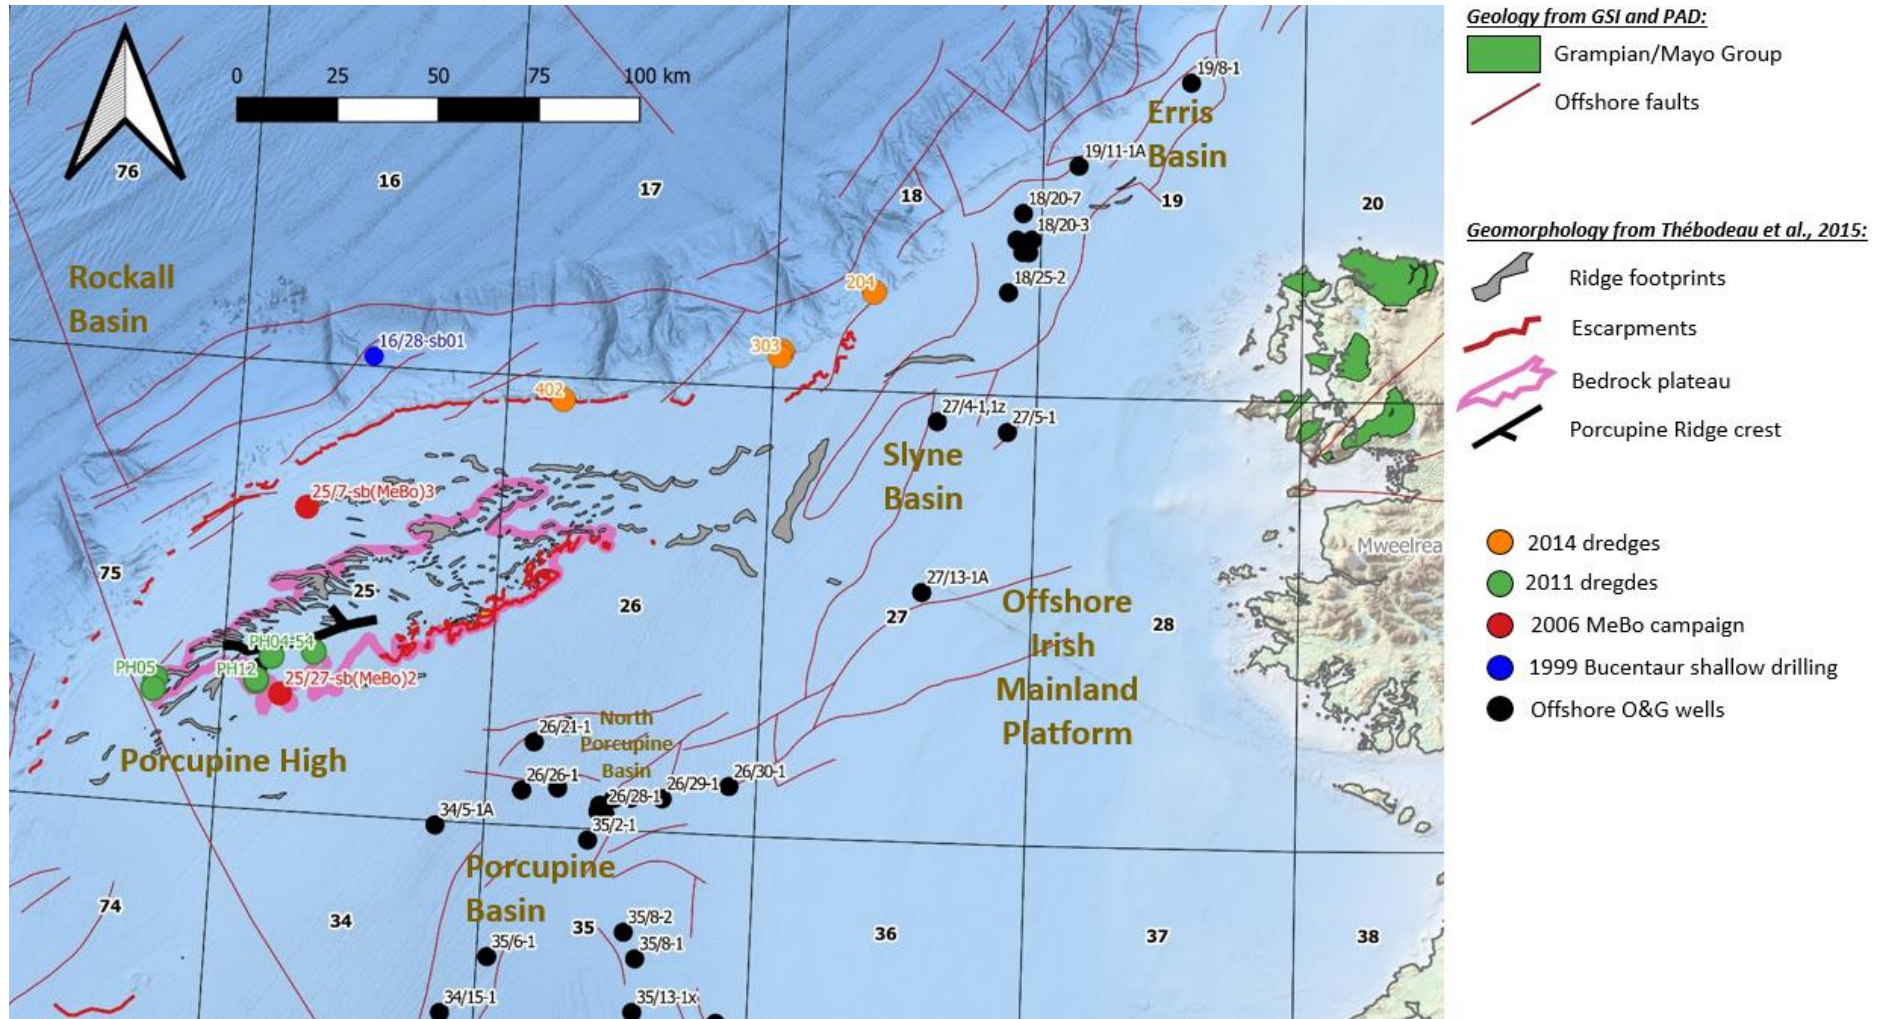 0 25 50 75 100 km
76
16
17
18
19
20
Rockall
Basin
Erris
Basin
19/8-1
19/11-1A
18/20-7
18/20-3
18/25-2
204
303
402
16/28-sb01
27/4-1,1z
27/5-1
Slyne
Basin
25/7-sb(MeBo)3
Mweelrea
75
25
26
27
28
27/13-1A
Offshore
Irish
Mainland
Platform
PH04-54
PH05
PH12
25/27-sb(MeBo)2
Porcupine High
26/21-1
North
Porcupine
Basin
26/26-1
26/28-1
26/29-1
26/30-1
34/5-1A
35/2-1
Porcupine
Basin
74
34
35
36
37
38
35/8-2
35/8-1
35/6-1
34/15-1
35/13-1x
Geology from GSI and PAD:
Grampian/Mayo Group
Offshore faults
Geomorphology from Thébodeau et al., 2015:
Ridge footprints
Escarpments
Bedrock plateau
Porcupine Ridge crest
2014 dredges
2011 dregdes
2006 MeBo campaign
1999 Bucentaur shallow drilling
Offshore O&G wells